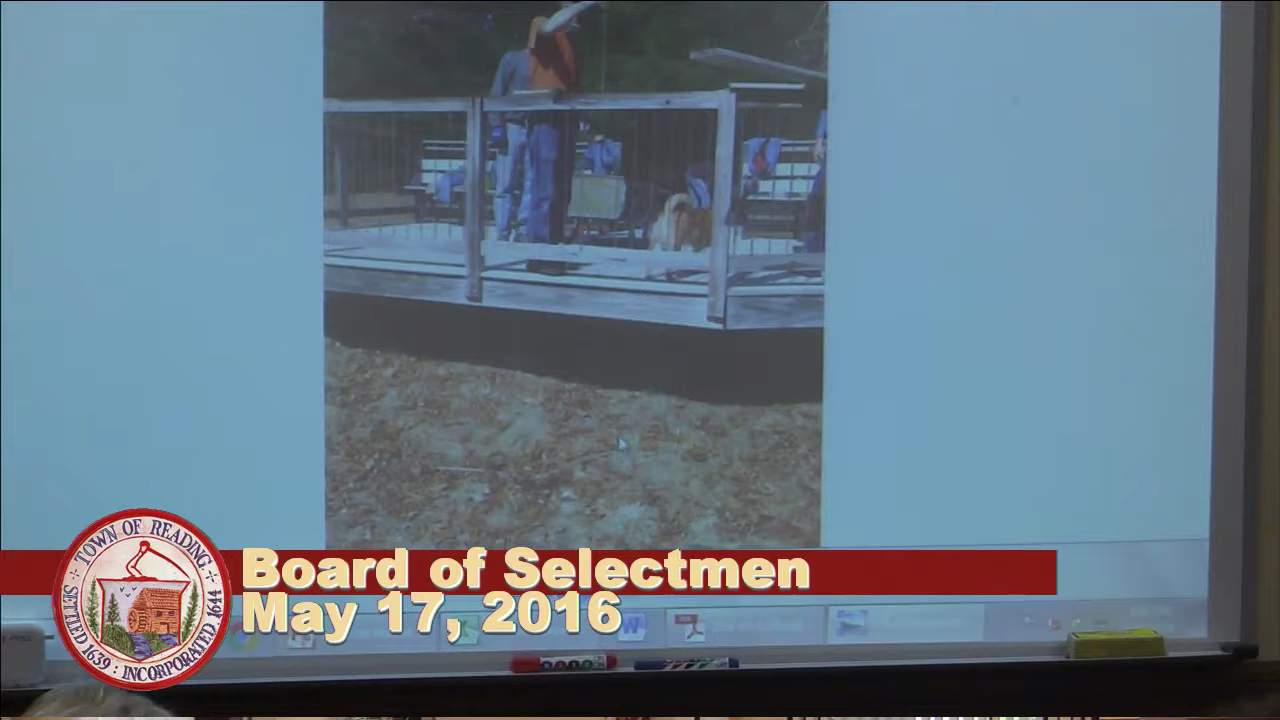 TOWN OF READING
SETTLED 1639 : INCORPORATED 1644
Board of Selectmen
May 17, 2016